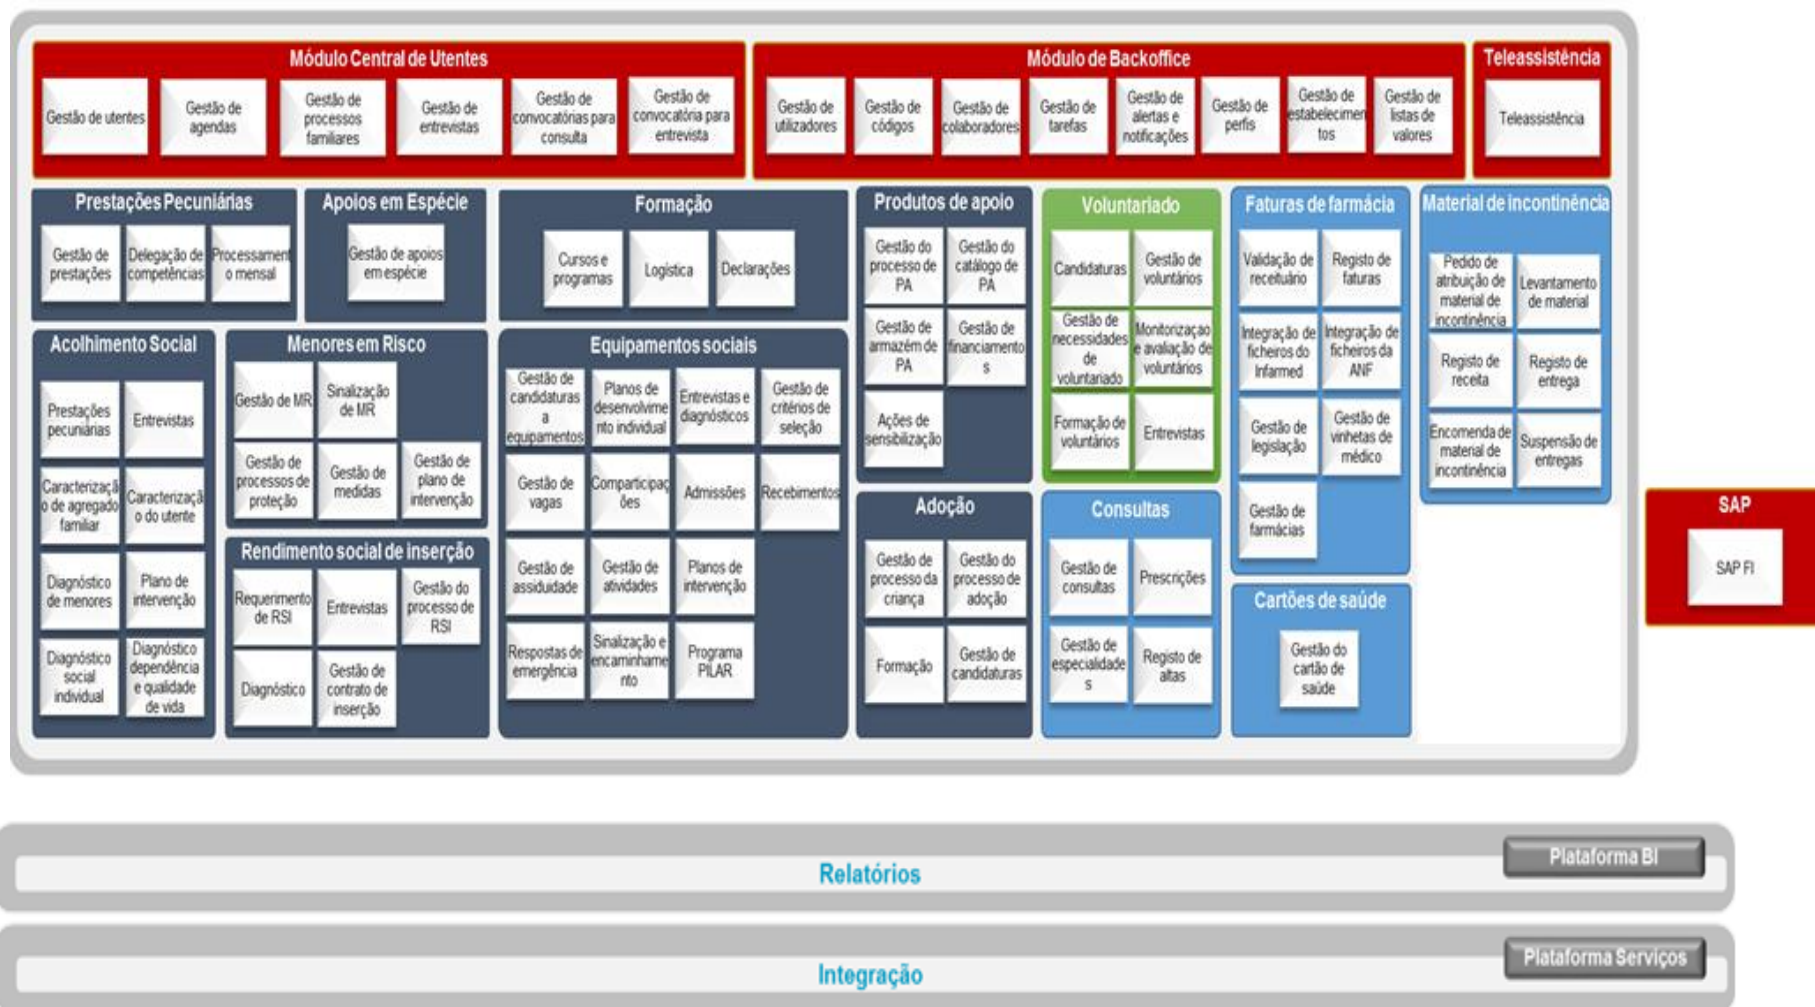 Módulo Central de Utentes
Gestão de utentes
Gestão de
agendas
Gestão de
processos
familiares
Gestão de
entrevistas
Gestão de
convocatórias para
consulta
Gestão de
convocatória para
entrevista
Módulo de Backoffice
Gestão de
utilizadores
Gestão de
códigos
Gestão de
colaboradores
Gestão de
tarefas
Gestão de
alertas e
notificações
Gestão de
perfis
Gestão de
estabelecimen
tos
Gestão de
listas de
valores
Teleassistência
Teleassistência
Prestações Pecuniárias
Gestão de
prestações
Delegação de
competências
Processament
o mensal
Apoios em Espécie
Gestão de apoios
em espécie
Formação
Cursos e
programas
Logística
Declarações
Produtos de apoio
Gestão do
processo de
PA
Gestão do
catálogo de
PA
Gestão de
armazém de
PA
Gestão de
financiamento
s
Ações de
sensibilização
Voluntariado
Candidaturas
Gestão de
voluntários
Gestão de
necessidades
de
voluntariado
Monitorização
e avaliação de
voluntários
Formação de
voluntários
Entrevistas
Faturas de farmácia
Validação de
receituário
Registo de
faturas
Integração de
ficheiros do
Infarmed
Integração de
ficheiros da
ANF
Gestão de
legislação
Gestão de
vinhetas de
médico
Gestão de
farmácias
Material de incontinência
Pedido de
atribuição de
material de
incontinência
Levantamento
de material
Registo de
receita
Registo de
entrega
Encomenda de
material de
incontinência
Suspensão de
entregas
Acolhimento Social
Prestações
pecuniárias
Entrevistas
Caracterizaçã
o de agregado
familiar
Caracterizaçã
o do utente
Diagnóstico
de menores
Plano de
intervenção
Diagnóstico
social
individual
Diagnóstico
dependência
e qualidade
de vida
Menores em Risco
Gestão de MR
Sinalização
de MR
Gestão de
processos de
proteção
Gestão de
medidas
Gestão de
plano de
intervenção
Rendimento social de inserção
Requerimento
de RSI
Entrevistas
Gestão do
processo de
RSI
Diagnóstico
Gestão de
contrato de
inserção
Equipamentos sociais
Gestão de
candidaturas
a
equipamentos
Planos de
desenvolvime
nto individual
Entrevistas e
diagnósticos
Gestão de
critérios de
seleção
Gestão de
vagas
Comparticipaç
ões
Admissões
Recebimentos
Gestão de
assiduidade
Gestão de
atividades
Planos de
intervenção
Respostas de
emergência
Sinalização e
encaminhame
nto
Programa
PILAR
Adoção
Gestão de
processo da
criança
Gestão do
processo de
adoção
Formação
Gestão de
candidaturas
Consultas
Gestão de
consultas
Prescrições
Gestão de
especialidade
s
Registo de
altas
Cartões de saúde
Gestão do
cartão de
saúde
SAP
SAP FI
Plataforma BI
Relatórios
Plataforma Serviços
Integração